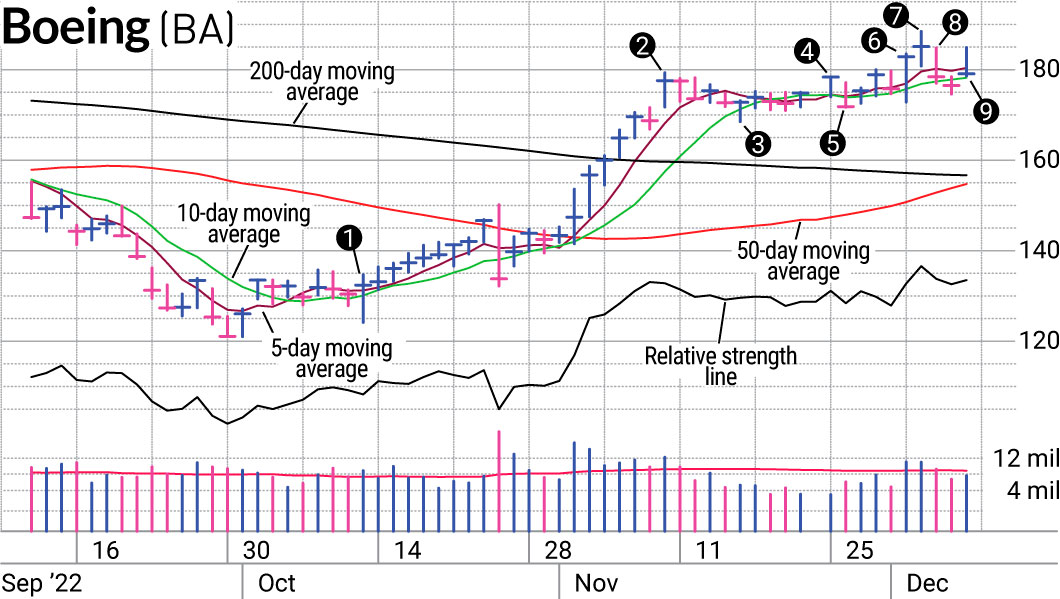 Boeing (BA)
7
8
2
4
6
200-day moving
average
180
9
3
5
160
10-day moving
average
1
50-day moving
average
140
5-day moving
average
Relative strength
line
120
12 mil
4 mil
16
30
14
28
11
25
Sep ’22
Oct
Nov
Dec